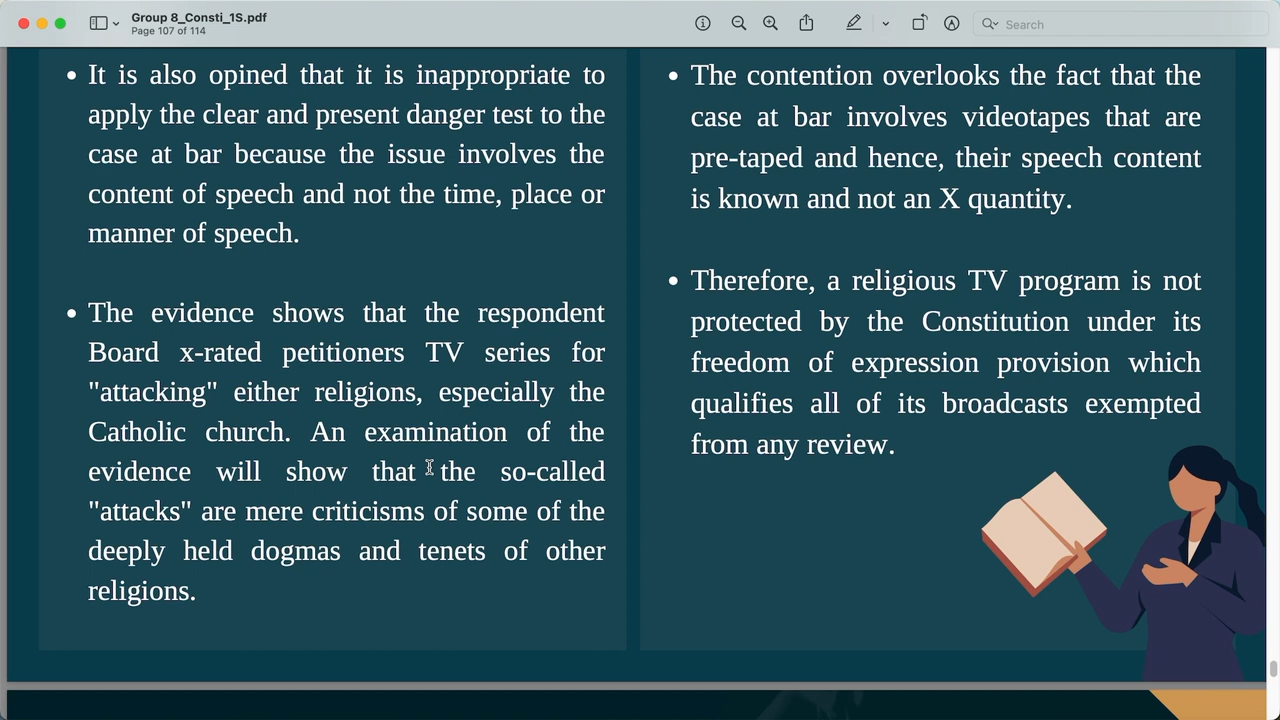 Group 8_Consti_1S.pdf
Page 107 of 114
Search
• It is also opined that it is inappropriate to
apply the clear and present danger test to the
case at bar because the issue involves the
content of speech and not the time, place or
manner of speech.
• The evidence shows that the respondent
Board x-rated petitioners TV series for
"attacking" either religions, especially the
Catholic church. An examination of the
evidence will show that the so-called
"attacks" are mere criticisms of some of the
deeply held dogmas and tenets of other
religions.
• The contention overlooks the fact that the
case at bar involves videotapes that are
pre-taped and hence, their speech content
is known and not an X quantity.
• Therefore, a religious TV program is not
protected by the Constitution under its
freedom of expression provision which
qualifies all of its broadcasts exempted
from any review.